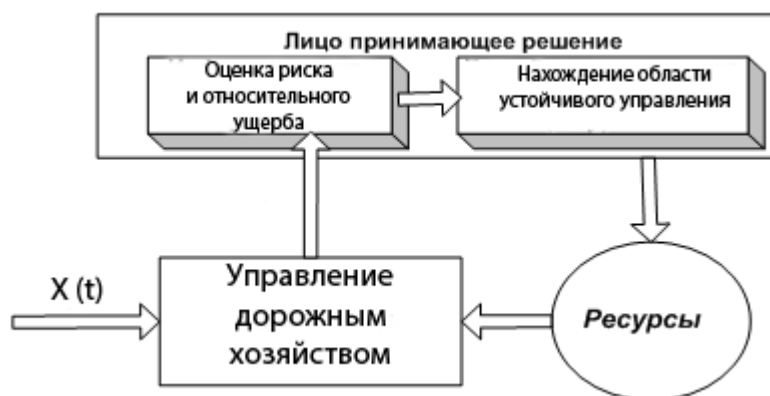 Лицо принимающее решение
Оценка риска
и относительного
ущерба
Нахождение области
устойчивого управления
X (t)
Управление
дорожным
хозяйством
Ресурсы